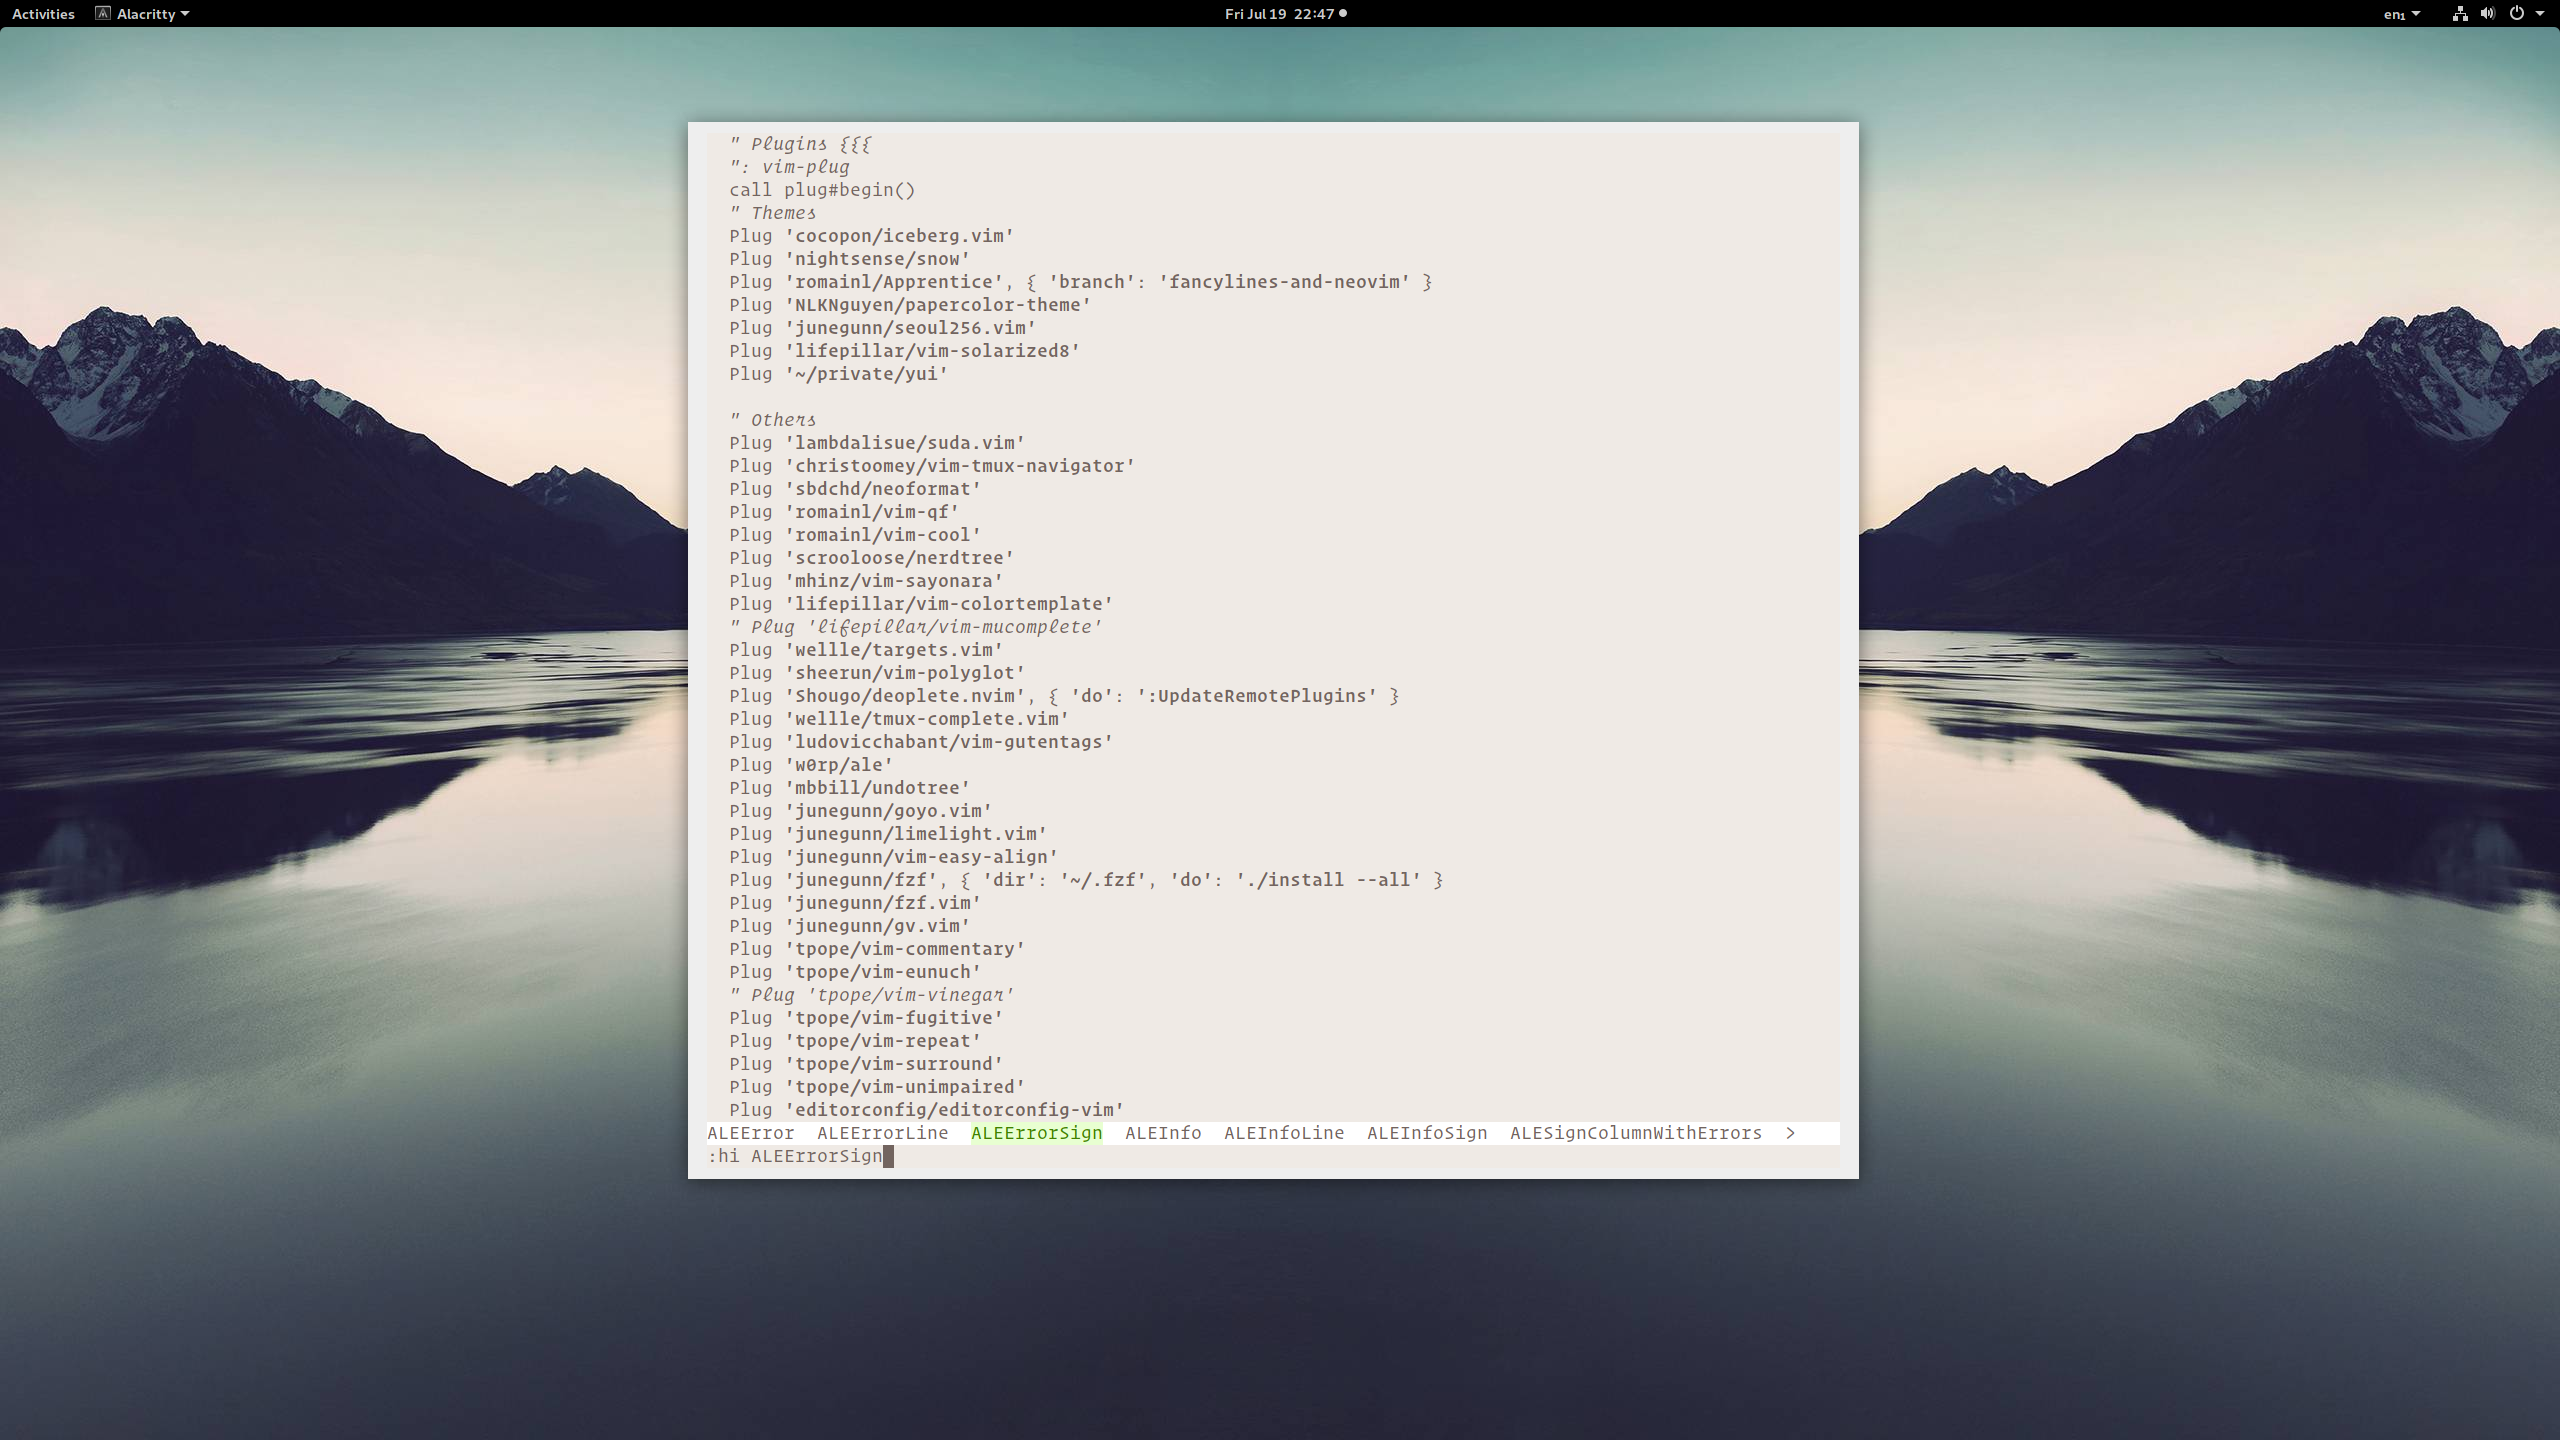 Activities Alacritty Fri Jul 19 22:47 en₁
" Plugins {{{
": vim-plug
call plug#begin()
" Themes
Plug 'cocopon/iceberg.vim'
Plug 'nightsense/snow'
Plug 'romainl/Apprentice', { 'branch': 'fancylines-and-neovim' }
Plug 'NLKNguyen/papercolor-theme'
Plug 'junegunn/seoul256.vim'
Plug 'lifepillar/vim-solarized8'
Plug '~/private/yui'
" Others
Plug 'lambdalisue/suda.vim'
Plug 'christoomey/vim-tmux-navigator'
Plug 'sbdchd/neoformat'
Plug 'romainl/vim-qf'
Plug 'romainl/vim-cool'
Plug 'scrooloose/nerdtree'
Plug 'mhinz/vim-sayonara'
Plug 'lifepillar/vim-colortemplate'
" Plug 'lifepillar/vim-mucomplete'
Plug 'wellle/targets.vim'
Plug 'sheerun/vim-polyglot'
Plug 'Shougo/deoplete.nvim', { 'do': ':UpdateRemotePlugins' }
Plug 'wellle/tmux-complete.vim'
Plug 'ludovicchabant/vim-gutentags'
Plug 'w0rp/ale'
Plug 'mbbill/undotree'
Plug 'junegunn/goyo.vim'
Plug 'junegunn/limelight.vim'
Plug 'junegunn/vim-easy-align'
Plug 'junegunn/fzf', { 'dir': '~/.fzf', 'do': './install --all' }
Plug 'junegunn/fzf.vim'
Plug 'junegunn/gv.vim'
Plug 'tpope/vim-commentary'
Plug 'tpope/vim-eunuch'
" Plug 'tpope/vim-vinegar'
Plug 'tpope/vim-fugitive'
Plug 'tpope/vim-repeat'
Plug 'tpope/vim-surround'
Plug 'tpope/vim-unimpaired'
Plug 'editorconfig/editorconfig-vim'
ALEError ALEErrorLine ALEErrorSign ALEInfo ALEInfoLine ALEInfoSign ALESignColumnWithErrors >
:hi ALEErrorSign